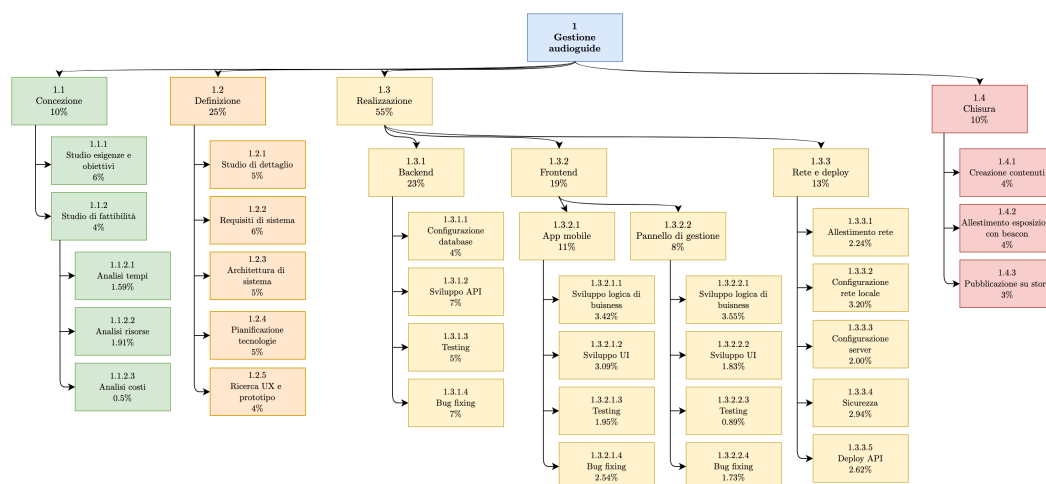 1
Gestione
audioguide
1.1
Concezione
10%
1.2
Definizione
25%
1.3
Realizzazione
55%
1.4
Chisura
10%
1.1.1
Studio esigenze e
obiettivi
6%
1.1.2
Studio di fattibilità
4%
1.1.2.1
Analisi tempi
1.59%
1.1.2.2
Analisi risorse
1.91%
1.1.2.3
Analisi costi
0.5%
1.2.1
Studio di dettaglio
5%
1.2.2
Requisiti di sistema
6%
1.2.3
Architettura di
sistema
5%
1.2.4
Pianificazione
tecnologie
5%
1.2.5
Ricerca UX e
prototipo
4%
1.3.1
Backend
23%
1.3.1.1
Configurazione
database
4%
1.3.1.2
Sviluppo API
7%
1.3.1.3
Testing
5%
1.3.1.4
Bug fixing
7%
1.3.2
Frontend
19%
1.3.2.1
App mobile
11%
1.3.2.1.1
Sviluppo logica di
buisness
3.42%
1.3.2.1.2
Sviluppo UI
3.09%
1.3.2.1.3
Testing
1.95%
1.3.2.1.4
Bug fixing
2.54%
1.3.2.2
Pannello di gestione
8%
1.3.2.2.1
Sviluppo logica di
buisness
3.55%
1.3.2.2.2
Sviluppo UI
1.83%
1.3.2.2.3
Testing
0.89%
1.3.2.2.4
Bug fixing
1.73%
1.3.3
Rete e deploy
13%
1.3.3.1
Allestimento rete
2.24%
1.3.3.2
Configurazione
rete locale
3.20%
1.3.3.3
Configurazione
server
2.00%
1.3.3.4
Sicurezza
2.94%
1.3.3.5
Deploy API
2.62%
1.4.1
Creazione contenuti
4%
1.4.2
Allestimento esposizio
con beacon
4%
1.4.3
Pubblicazione su stor
3%